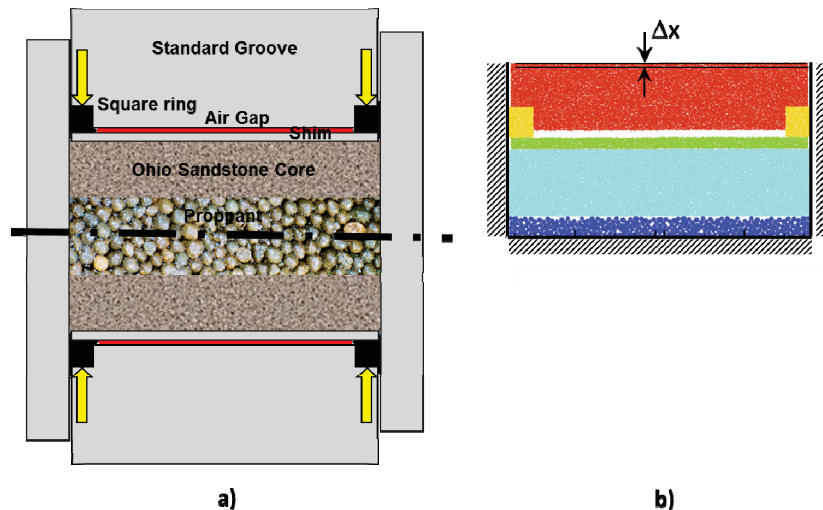 Standard Groove
Square ring
Air Gap
Shim
Ohio Sandstone Core
Proppant
a)
Δx
b)